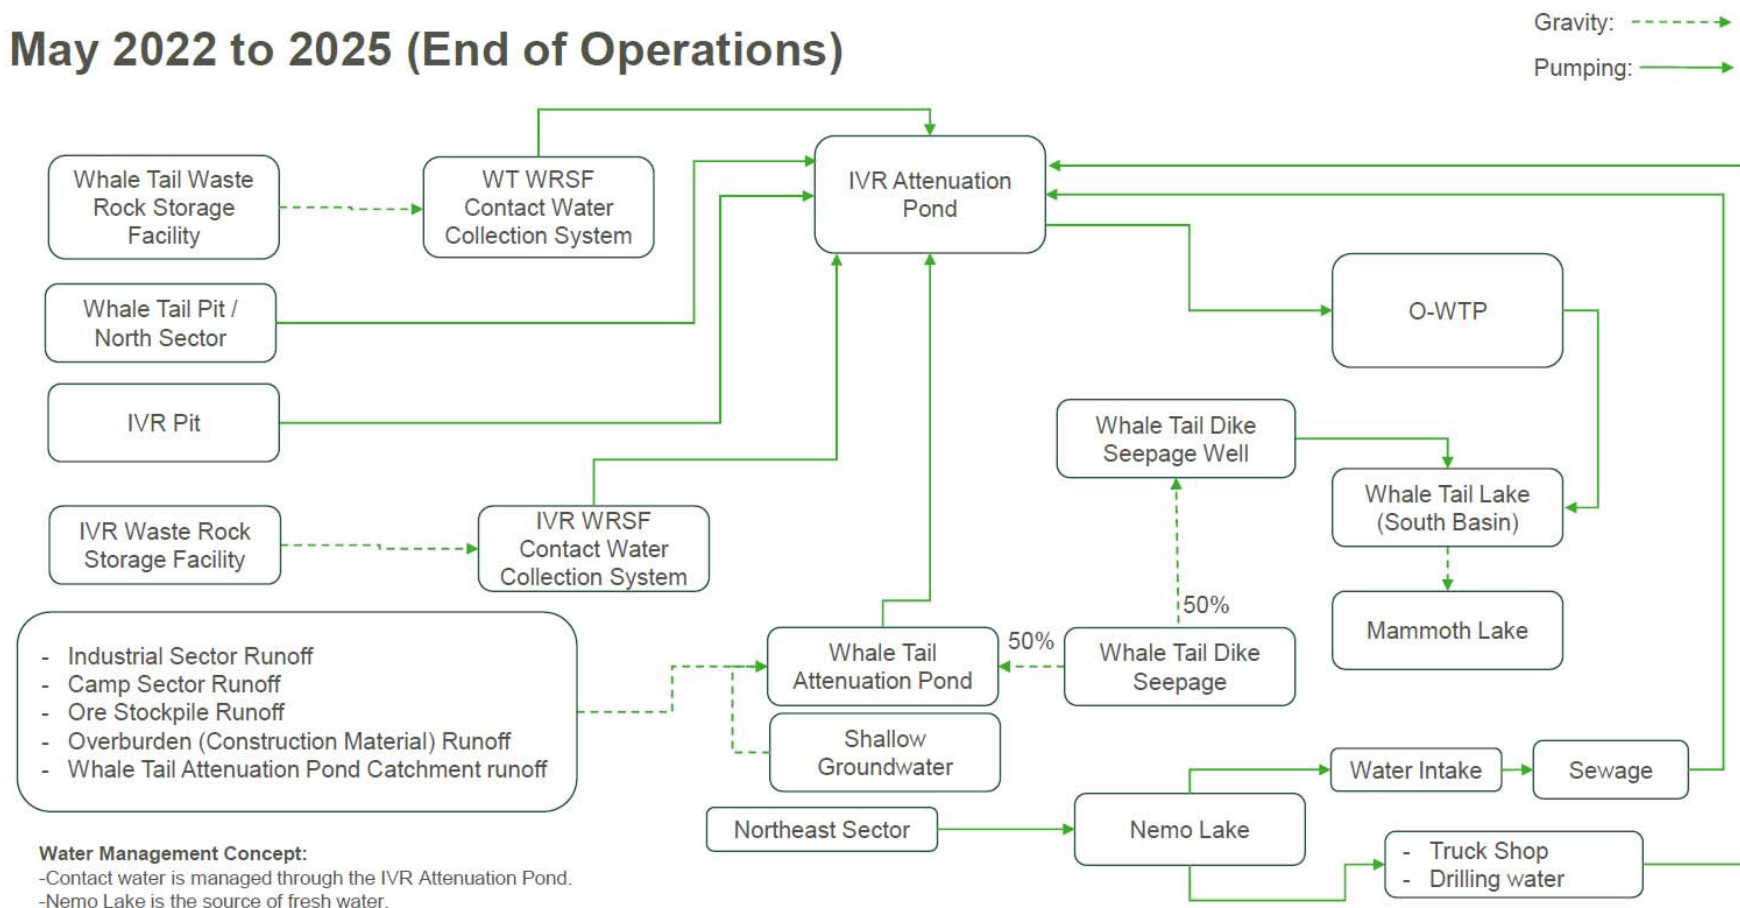 May 2022 to 2025 (End of Operations)
Gravity:
Pumping:
Whale Tail Waste
Rock Storage
Facility
WT WRSF
Contact Water
Collection System
IVR Attenuation
Pond
Whale Tail Pit /
North Sector
O-WTP
IVR Pit
Whale Tail Dike
Seepage Well
Whale Tail Lake
(South Basin)
IVR Waste Rock
Storage Facility
IVR WRSF
Contact Water
Collection System
50%
Mammoth Lake
- Industrial Sector Runoff
- Camp Sector Runoff
- Ore Stockpile Runoff
- Overburden (Construction Material) Runoff
- Whale Tail Attenuation Pond Catchment runoff
Whale Tail
Attenuation Pond
50%
Whale Tail Dike
Seepage
Shallow
Groundwater
Water Intake
Sewage
Northeast Sector
Nemo Lake
- Truck Shop
- Drilling water
Water Management Concept:
-Contact water is managed through the IVR Attenuation Pond.
-Nemo Lake is the source of fresh water.